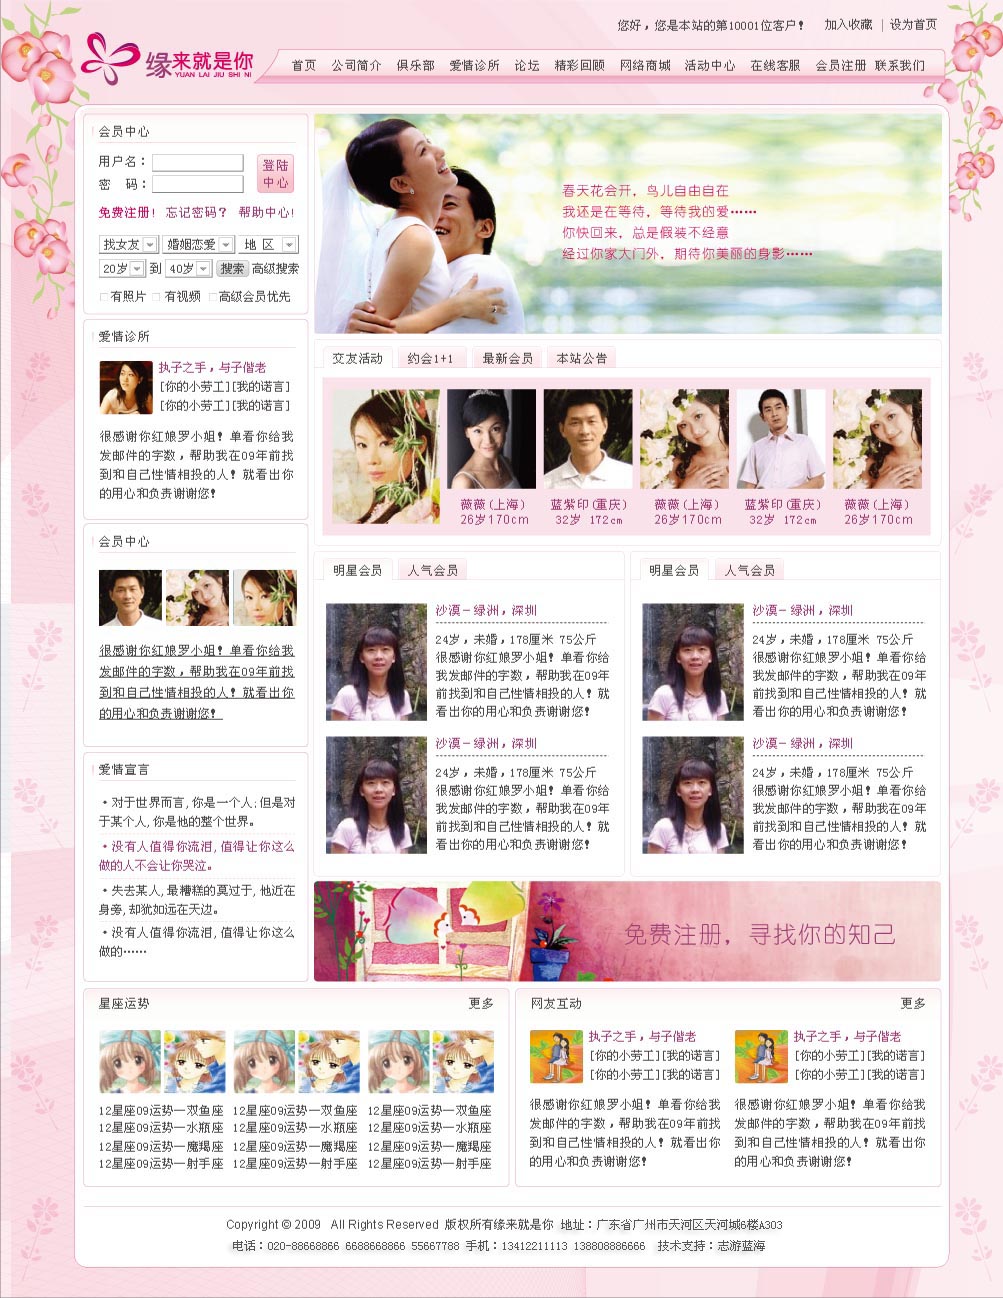 您好，您是本站的第10001位客户！ 加入收藏 | 设为首页
缘来就是你
YUAN LAI JIU SHI NI
首页 公司简介 俱乐部 爱情诊所 论坛 精彩回顾 网络商城 活动中心 在线客服 会员注册 联系我们
会员中心
用户名：
密 码：
登陆
中心
免费注册! 忘记密码？ 帮助中心!
找女友 婚姻恋爱 地 区
20岁 到 40岁 搜索 高级搜索
有照片 有视频 高级会员优先
春天花会开，鸟儿自由自在
我还是在等待，等待我的爱……
你快回来，总是假装不经意
经过你家大门外，期待你美丽的身影……
爱情诊所
执子之手，与子偕老
[你的小劳工][我的诺言]
[你的小劳工][我的诺言]
很感谢你红娘罗小姐！单看你给我
发邮件的字数，帮助我在09年前找
到和自己性情相投的人！就看出你
的用心和负责谢谢您！
交友活动 约会1+1 最新会员 本站公告
薇薇(上海) 蓝紫印(重庆) 薇薇(上海) 蓝紫印(重庆) 薇薇(上海)
26岁170cm 32岁 172cm 26岁170cm 32岁 172cm 26岁170cm
会员中心
很感谢你红娘罗小姐！单看你给我
发邮件的字数，帮助我在09年前找
到和自己性情相投的人！就看出你
的用心和负责谢谢您！
明星会员 人气会员
沙漠－绿洲，深圳
24岁，未婚，178厘米 75公斤
很感谢你红娘罗小姐！单看你给
我发邮件的字数，帮助我在09年
前找到和自己性情相投的人！就
看出你的用心和负责谢谢您！
沙漠－绿洲，深圳
24岁，未婚，178厘米 75公斤
很感谢你红娘罗小姐！单看你给
我发邮件的字数，帮助我在09年
前找到和自己性情相投的人！就
看出你的用心和负责谢谢您！
明星会员 人气会员
沙漠－绿洲，深圳
24岁，未婚，178厘米 75公斤
很感谢你红娘罗小姐！单看你给
我发邮件的字数，帮助我在09年
前找到和自己性情相投的人！就
看出你的用心和负责谢谢您！
沙漠－绿洲，深圳
24岁，未婚，178厘米 75公斤
很感谢你红娘罗小姐！单看你给
我发邮件的字数，帮助我在09年
前找到和自己性情相投的人！就
看出你的用心和负责谢谢您！
爱情宣言
·对于世界而言，你是一个人；但是对
于某个人，你是他的整个世界。
·没有人值得你流泪，值得让你这么
做的人不会让你哭泣。
·失去某人，最糟糕的莫过于，他近在
身旁，却犹如远在天边。
·没有人值得你流泪，值得让你这么
做的……
免费注册，寻找你的知己
星座运势 更多
12星座09运势一双鱼座 12星座09运势一双鱼座 12星座09运势一双鱼座
12星座09运势一水瓶座 12星座09运势一水瓶座 12星座09运势一水瓶座
12星座09运势一魔羯座 12星座09运势一魔羯座 12星座09运势一魔羯座
12星座09运势一射手座 12星座09运势一射手座 12星座09运势一射手座
网友互动 更多
执子之手，与子偕老
[你的小劳工][我的诺言]
[你的小劳工][我的诺言]
很感谢你红娘罗小姐！单看你给我
发邮件的字数，帮助我在09年前找
到和自己性情相投的人！就看出你
的用心和负责谢谢您！
执子之手，与子偕老
[你的小劳工][我的诺言]
[你的小劳工][我的诺言]
很感谢你红娘罗小姐！单看你给我
发邮件的字数，帮助我在09年前找
到和自己性情相投的人！就看出你
的用心和负责谢谢您！
Copyright © 2009 All Rights Reserved 版权所有缘来就是你 地址：广东省广州市天河区天河城6楼A303
电话：020-88668866 6688668866 55667788 手机：13412211113 138808886666 技术支持：志游蓝海